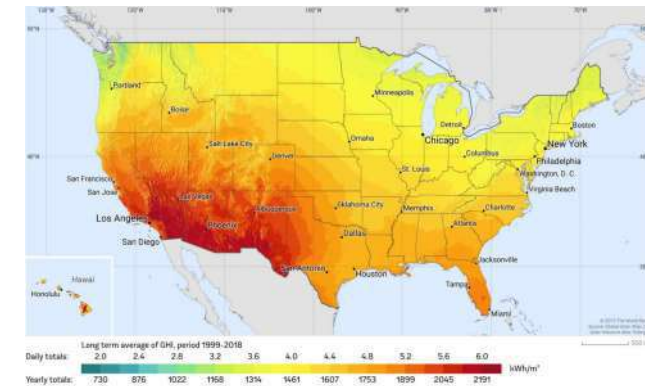 Portland
Boise
Minneapolis
Boston
Detroit
Chicago
New York
Salt Lake City
Omaha
Columbus
Philadelphia
Denver
Washington, D. C.
San Francisco
St. Louis
San Jose
Virginia Beach
Las Vegas
Los Angeles
Albuquerque
Oklahoma City
Memphis
Charlotte
Phoenix
San Diego
Dallas
Atlanta
Hawaii
San Antonio
Houston
Jacksonville
Honolulu
Tampa
Miami
Long term average of GHI, period 1999-2018
Daily totals: 2.0 2.4 2.8 3.2 3.6 4.0 4.4 4.8 5.2 5.6 6.0
kWh/m²
Yearly totals: 730 876 1022 1168 1314 1461 1607 1753 1899 2045 2191